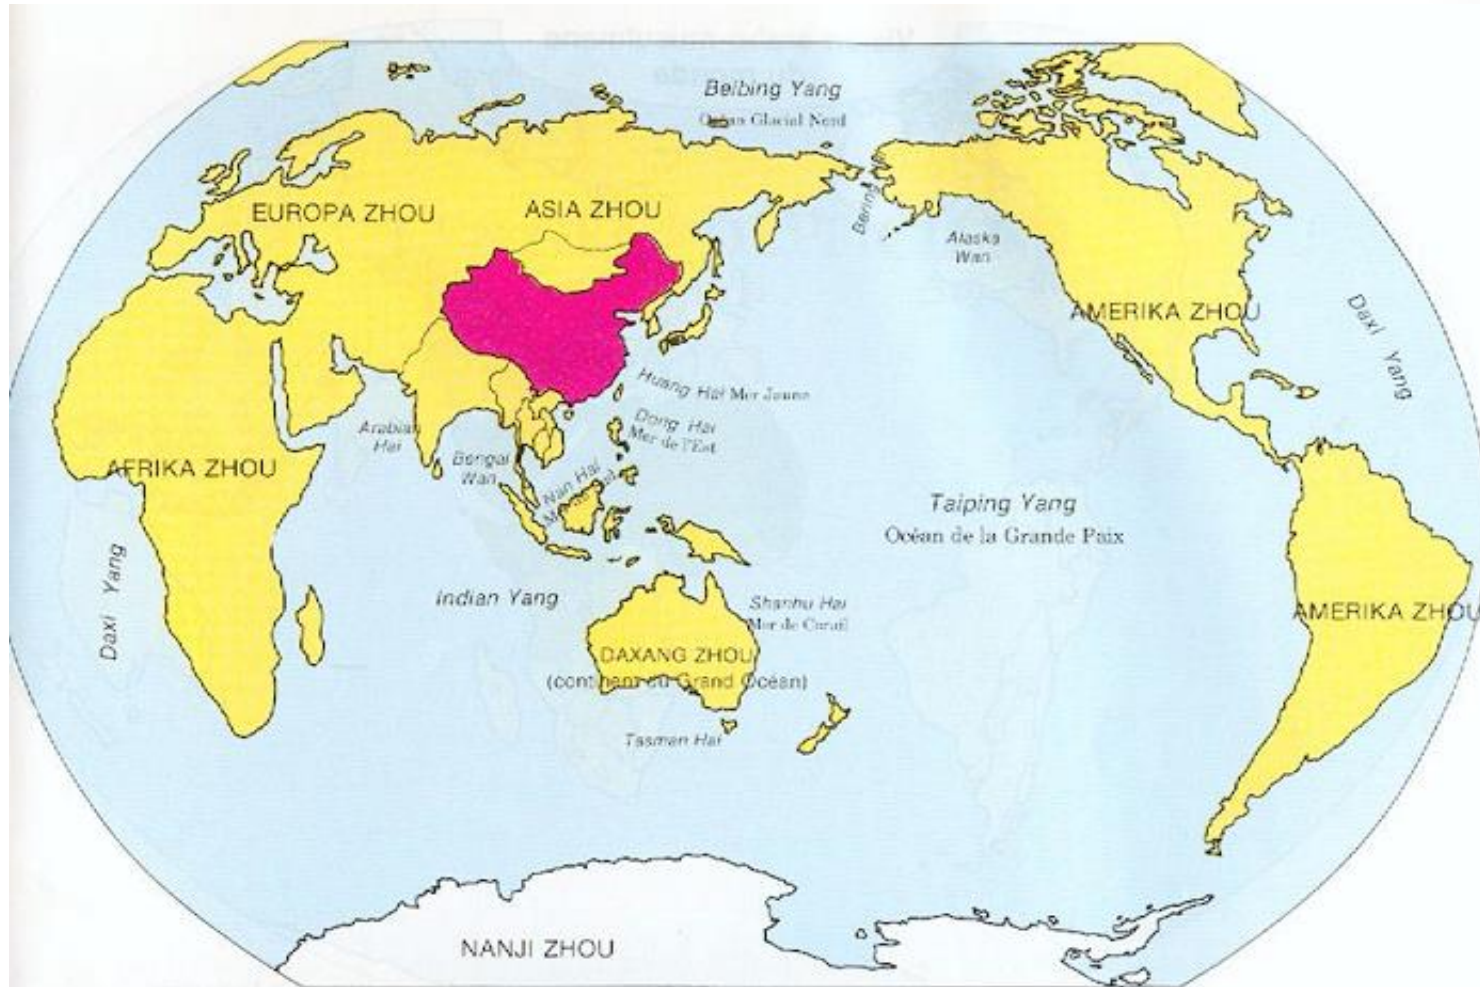 Beibing Yang
Océan Glacial Nord
EUROPA ZHOU
ASIA ZHOU
Bering
Alaska
Wan
AMERIKA ZHOU
Daxi Yang
Huang Hai Mer Jaune
Dong Hai
Mer de l'Est
Arabian
Hai
Bengal
Wan
Nan Hai
AFRIKA ZHOU
Taiping Yang
Océan de la Grande Paix
Daxi Yang
Indian Yang
Shanhu Hai
Mer de Corail
AMERIKA ZHOU
DAXANG ZHOU
(continent du Grand Océan)
Tasman Hai
NANJI ZHOU